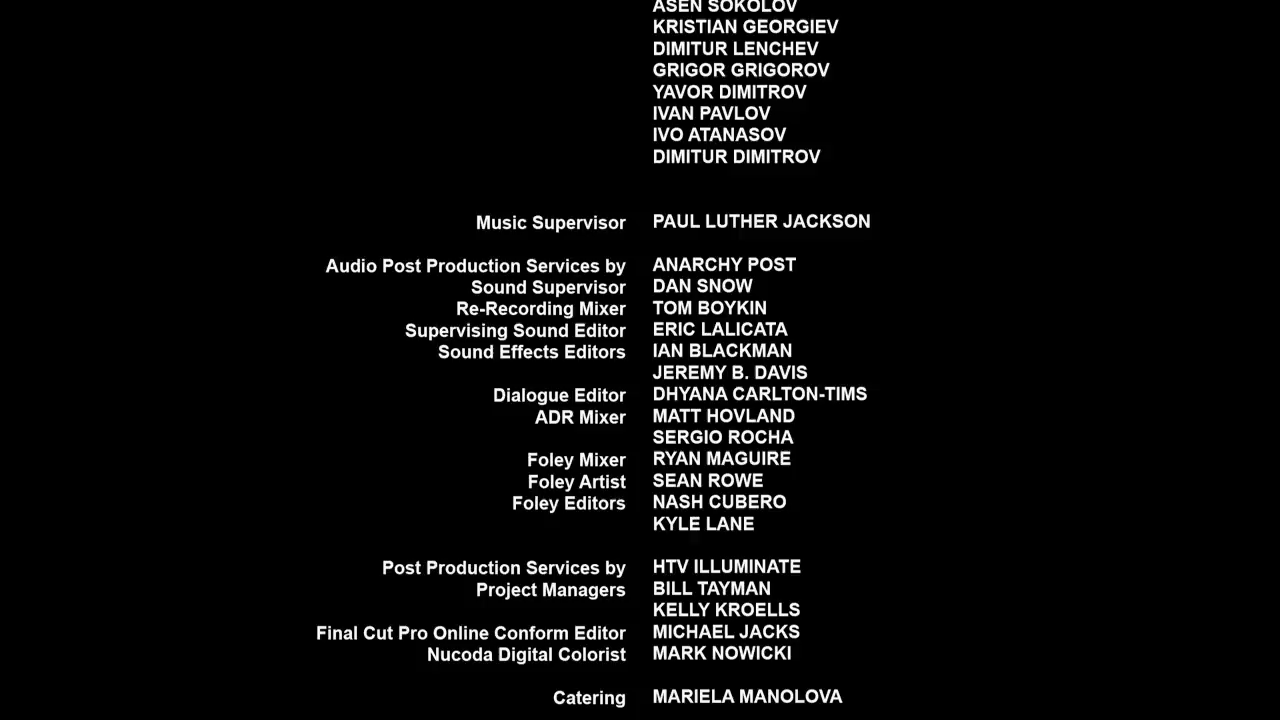 ASEN SOKOLOV
KRISTIAN GEORGIEV
DIMITUR LENCHEV
GRIGOR GRIGOROV
YAVOR DIMITROV
IVAN PAVLOV
IVO ATANASOV
DIMITUR DIMITROV
Music Supervisor PAUL LUTHER JACKSON
Audio Post Production Services by ANARCHY POST
Sound Supervisor DAN SNOW
Re-Recording Mixer TOM BOYKIN
Supervising Sound Editor ERIC LALICATA
Sound Effects Editors IAN BLACKMAN
JEREMY B. DAVIS
Dialogue Editor DHYANA CARLTON-TIMS
ADR Mixer MATT HOVLAND
SERGIO ROCHA
Foley Mixer RYAN MAGUIRE
Foley Artist SEAN ROWE
Foley Editors NASH CUBERO
KYLE LANE
Post Production Services by HTV ILLUMINATE
Project Managers BILL TAYMAN
KELLY KROELLS
Final Cut Pro Online Conform Editor MICHAEL JACKS
Nucoda Digital Colorist MARK NOWICKI
Catering MARIELA MANOLOVA